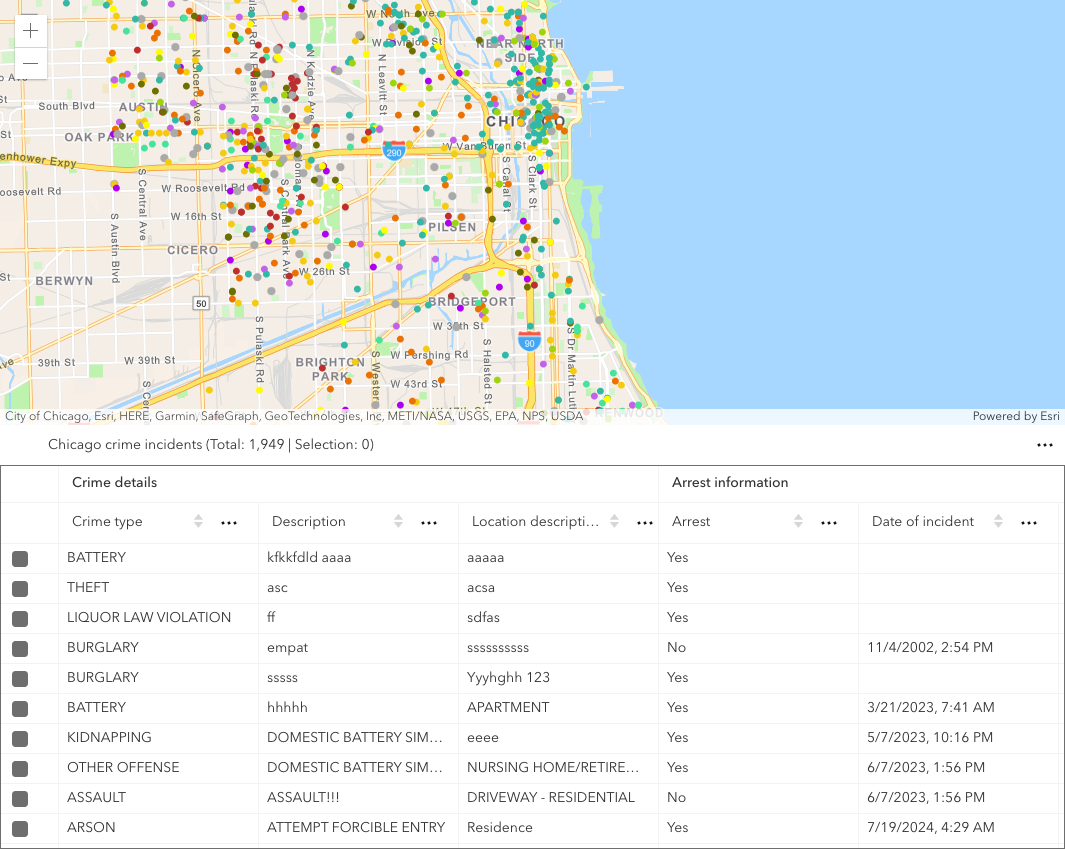 W North Ave.
W Division St
NEAR NORTH
SIDE
N Cicero Ave
N Pulaski Rd
N Kedzie Ave
N Leavitt St
South Blvd
AUSTIN
OAK PARK
CHICAGO
enhower Expy
290
W Van Buren St
oosevelt Rd
W Roosevelt Rd
S Canal St
S Clark St
S Central Ave
S Central Park Ave
S Austin Blvd
W 16th St
PILSEN
CICERO
W 26th St
BERWYN
50
BRIDGEPORT
S Pulaski Rd
90
39th St
W 39th St
BRIGHTON
PARK
W Pershing Rd
S Western
S Halsted St
S Dr Martin Luth
W 43rd St
KENWOOD
City of Chicago, Esri, HERE, Garmin, SafeGraph, GeoTechnologies, Inc, METI/NASA, USGS, EPA, NPS, USDA
Powered by Esri
Chicago crime incidents (Total: 1,949 | Selection: 0)
Crime details Arrest information
Crime type Description Location descripti… Arrest Date of incident
BATTERY kfkkfdld aaaa aaaaa Yes
THEFT asc acsa Yes
LIQUOR LAW VIOLATION ff sdfas Yes
BURGLARY empat ssssssssss No 11/4/2002, 2:54 PM
BURGLARY sssss Yyyhghh 123 Yes
BATTERY hhhhh APARTMENT Yes 3/21/2023, 7:41 AM
KIDNAPPING DOMESTIC BATTERY SIM… eeee Yes 5/7/2023, 10:16 PM
OTHER OFFENSE DOMESTIC BATTERY SIM… NURSING HOME/RETIRE… Yes 6/7/2023, 1:56 PM
ASSAULT ASSAULT!!! DRIVEWAY - RESIDENTIAL No 6/7/2023, 1:56 PM
ARSON ATTEMPT FORCIBLE ENTRY Residence Yes 7/19/2024, 4:29 AM